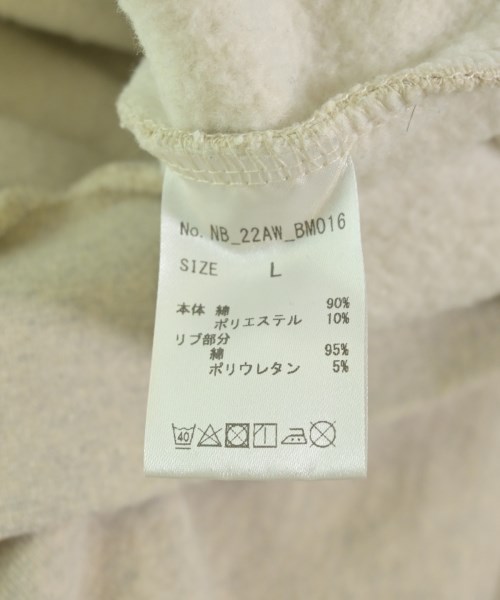 No. NB_22AW_BM016
SIZE L
本体 綿 90%
ポリエステル 10%
リブ部分
綿 95%
ポリウレタン 5%
40